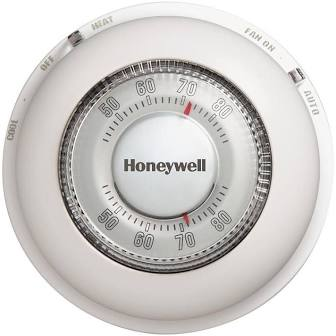 COOL OFF HEAT
FAN ON AUTO
50 60 70 80
Honeywell
50 60 70 80